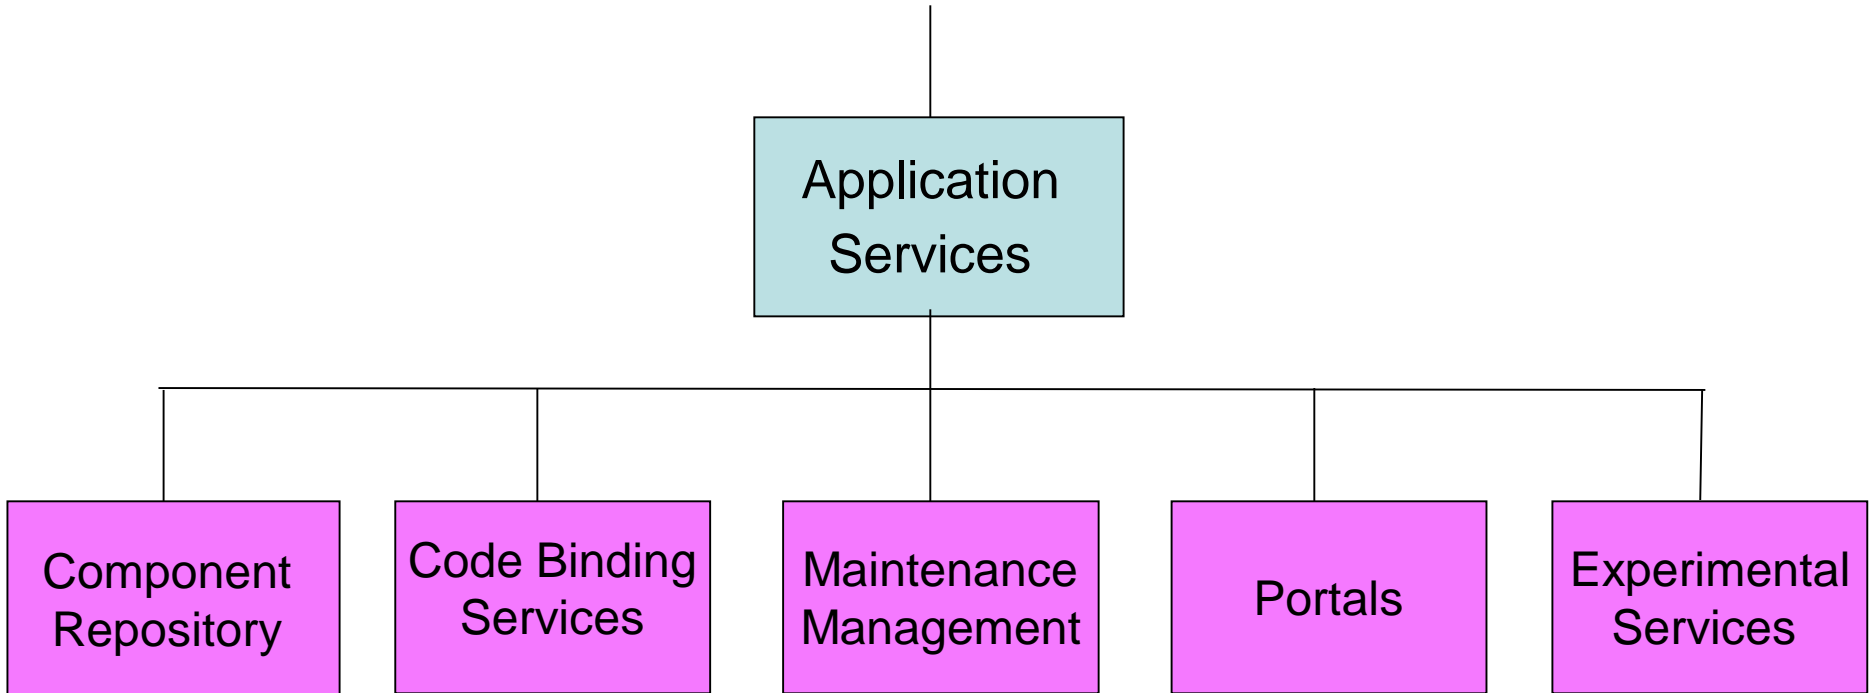 Application
Services
Component
Repository
Code Binding
Services
Maintenance
Management
Portals
Experimental
Services